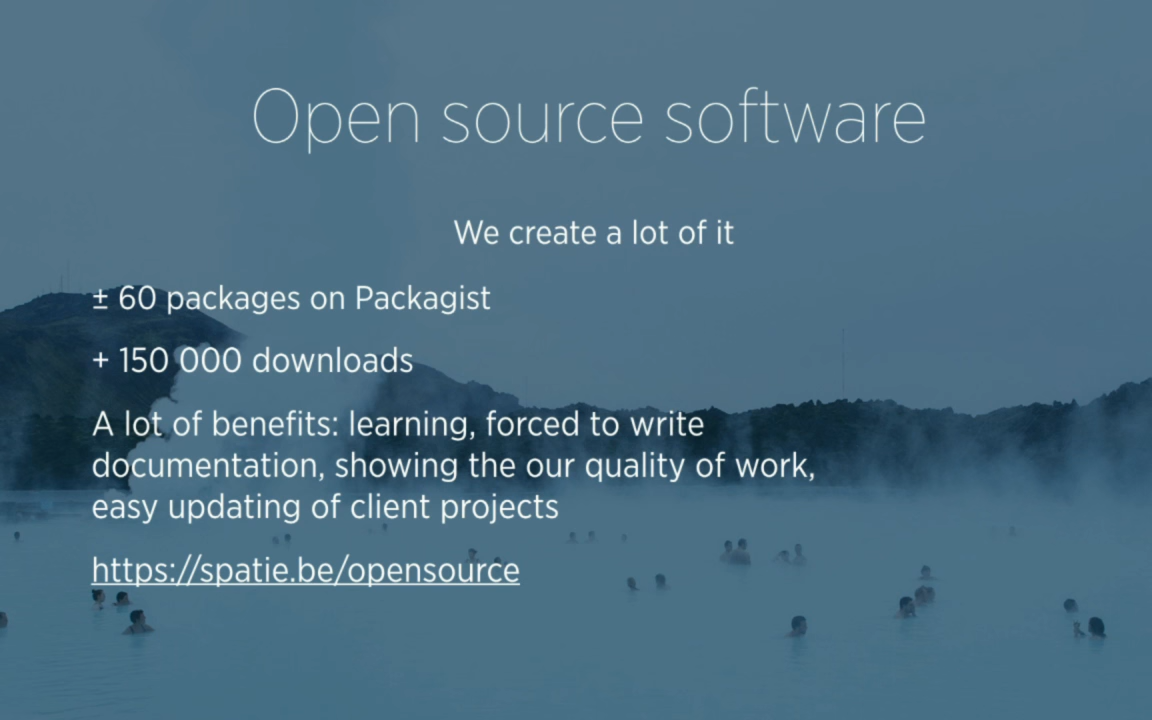 Open source software
We create a lot of it
± 60 packages on Packagist
+ 150 000 downloads
A lot of benefits: learning, forced to write
documentation, showing the our quality of work,
easy updating of client projects
https://spatie.be/opensource